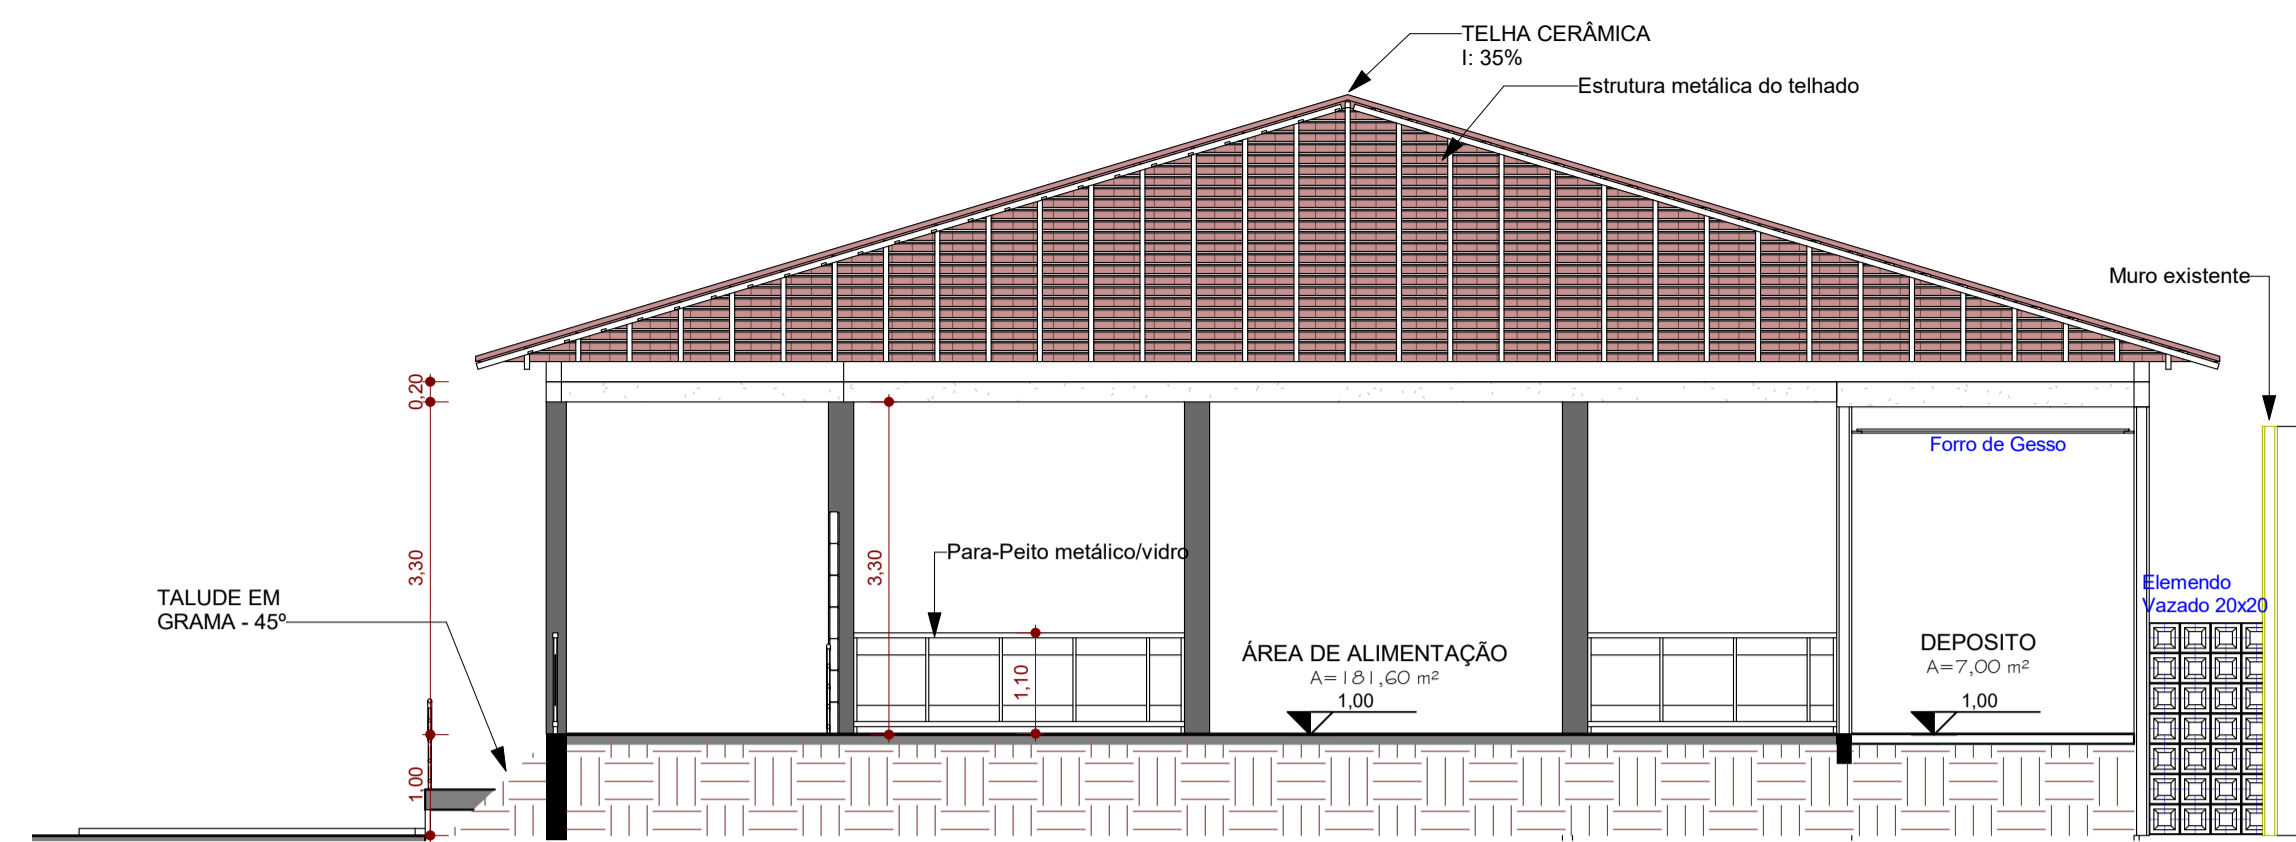 TELHA CERÂMICA
I: 35%
Estrutura metálica do telhado
Muro existente
0,20
Forro de Gesso
3,30
3,30
Para-Peito metálico/vidro
TALUDE EM
GRAMA - 45º
Elemendo
Vazado 20x20
1,10
ÁREA DE ALIMENTAÇÃO
A=181,60 m²
1,00
DEPOSITO
A=7,00 m²
1,00
1,00